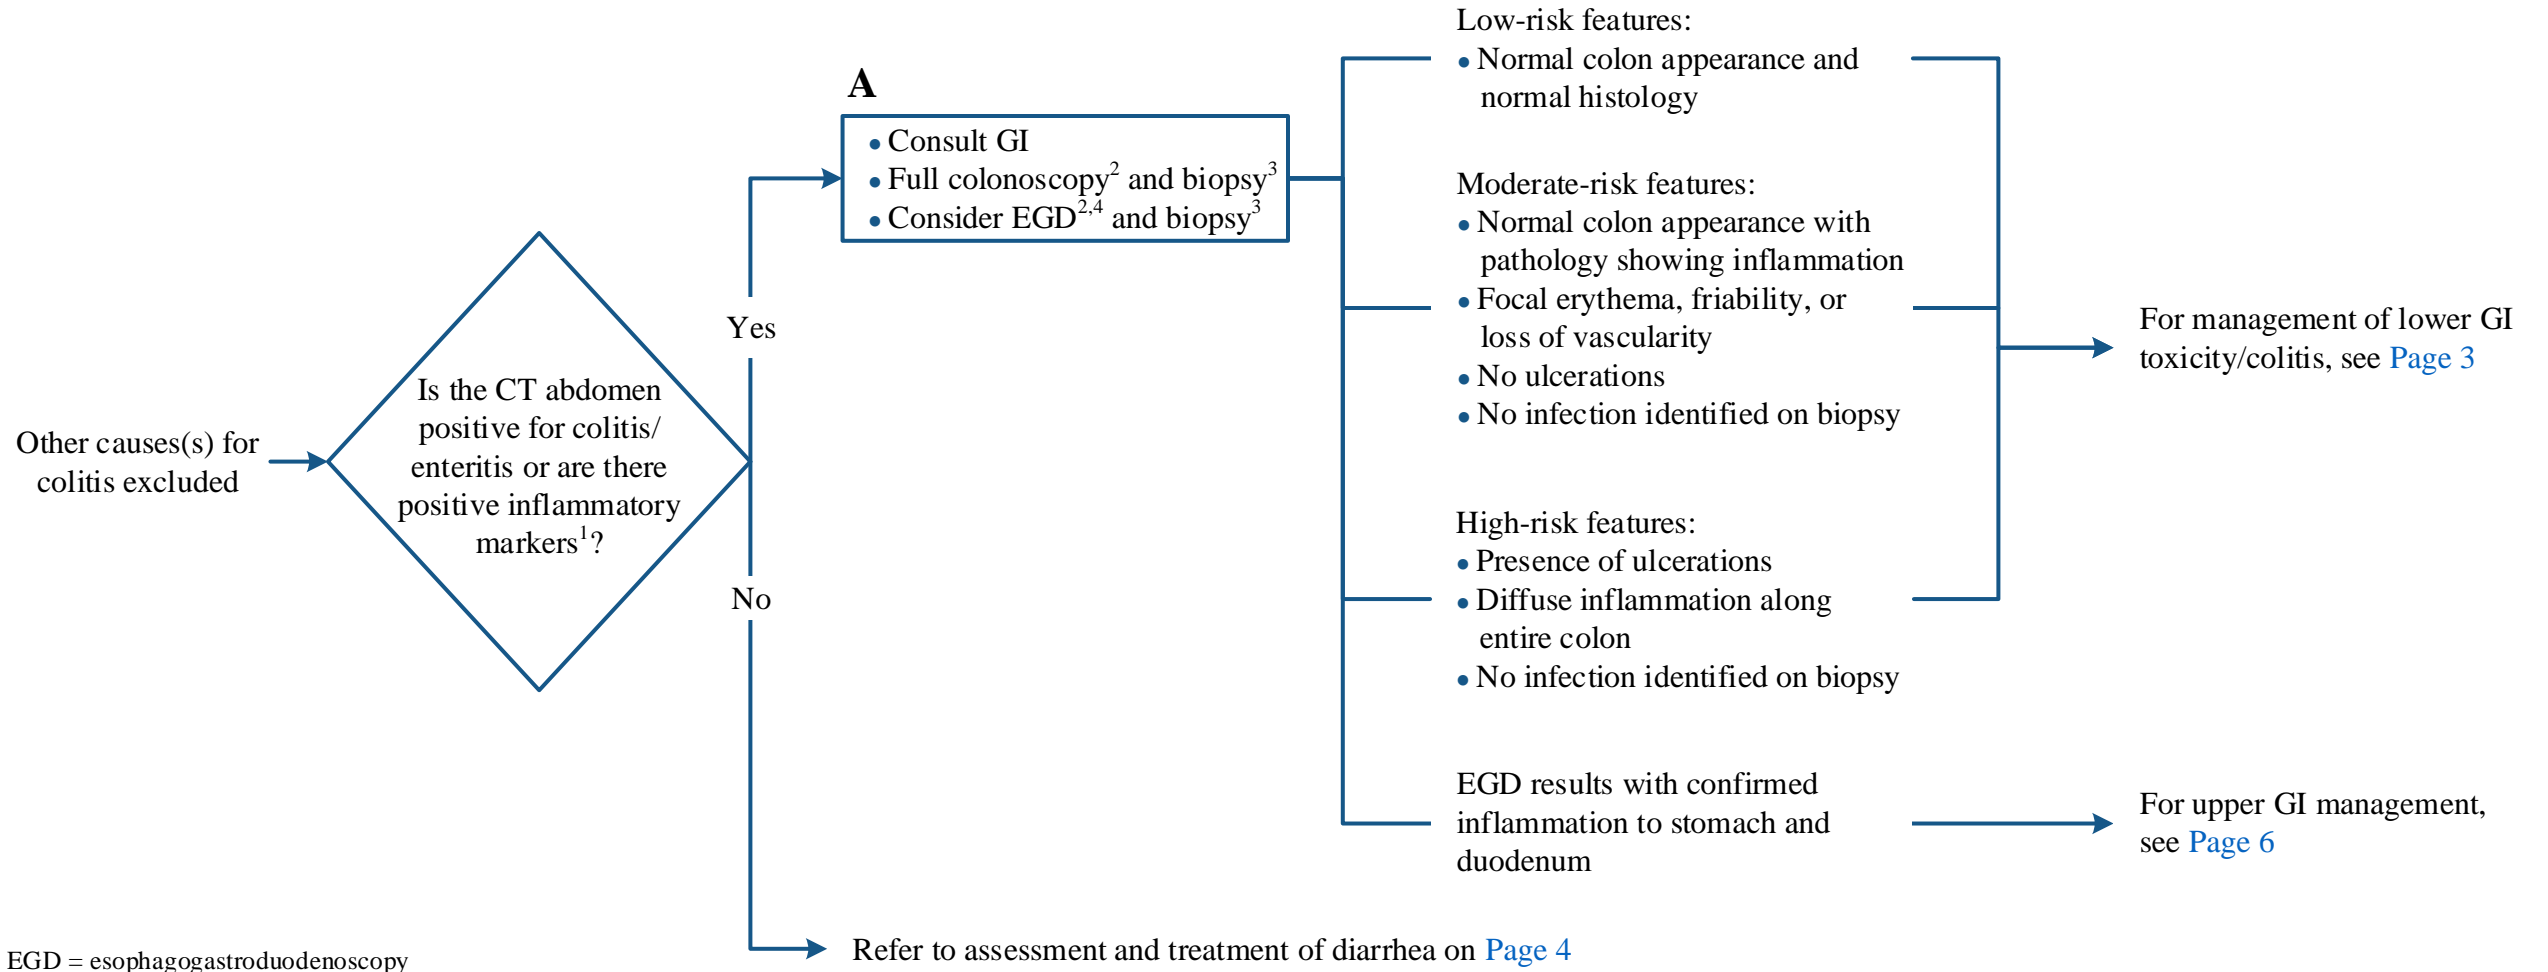 Other causes(s) for
colitis excluded
Is the CT abdomen
positive for colitis/
enteritis or are there
positive inflammatory
markers1?
Yes
No
A
• Consult GI
• Full colonoscopy2 and biopsy3
• Consider EGD2,4 and biopsy3
Low-risk features:
• Normal colon appearance and
normal histology
Moderate-risk features:
• Normal colon appearance with
pathology showing inflammation
• Focal erythema, friability, or
loss of vascularity
• No ulcerations
• No infection identified on biopsy
High-risk features:
• Presence of ulcerations
• Diffuse inflammation along
entire colon
• No infection identified on biopsy
EGD results with confirmed
inflammation to stomach and
duodenum
For management of lower GI
toxicity/colitis, see Page 3
For upper GI management,
see Page 6
Refer to assessment and treatment of diarrhea on Page 4
EGD = esophagogastroduodenoscopy